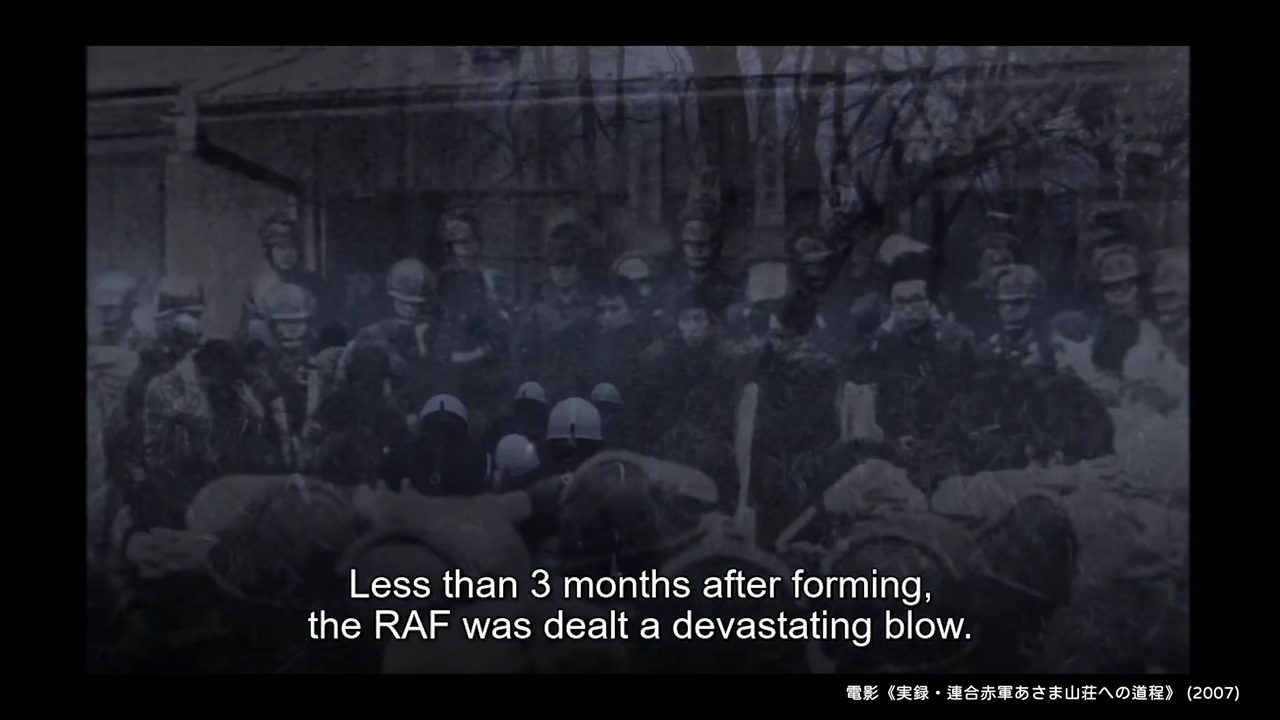 Less than 3 months after forming,
the RAF was dealt a devastating blow.
電影《実録・連合赤軍あさま山荘への道程》 (2007)